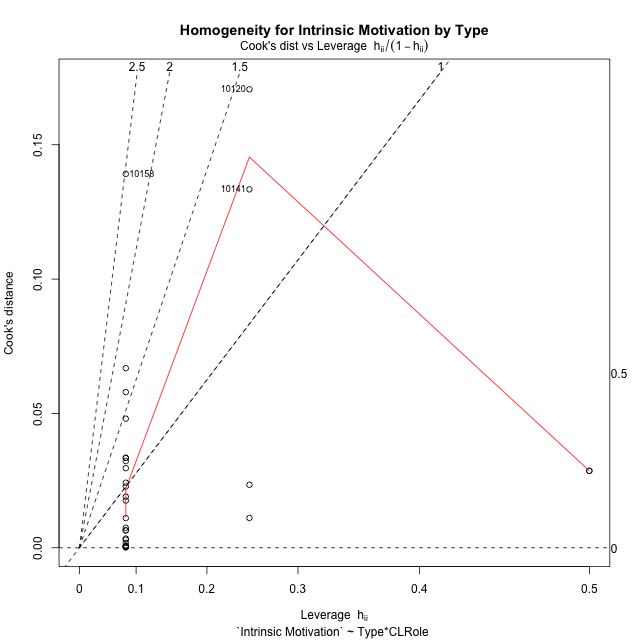 Homogeneity for Intrinsic Motivation by Type
Cook's dist vs Leverage hii/(1 − hii)
2.5 2 1.5 1
10120
0.15
10153
10141
0.10
Cook's distance
0.5
0.05
0.00 0
0 0.1 0.2 0.3 0.4 0.5
Leverage hii
`Intrinsic Motivation` ~ Type*CLRole